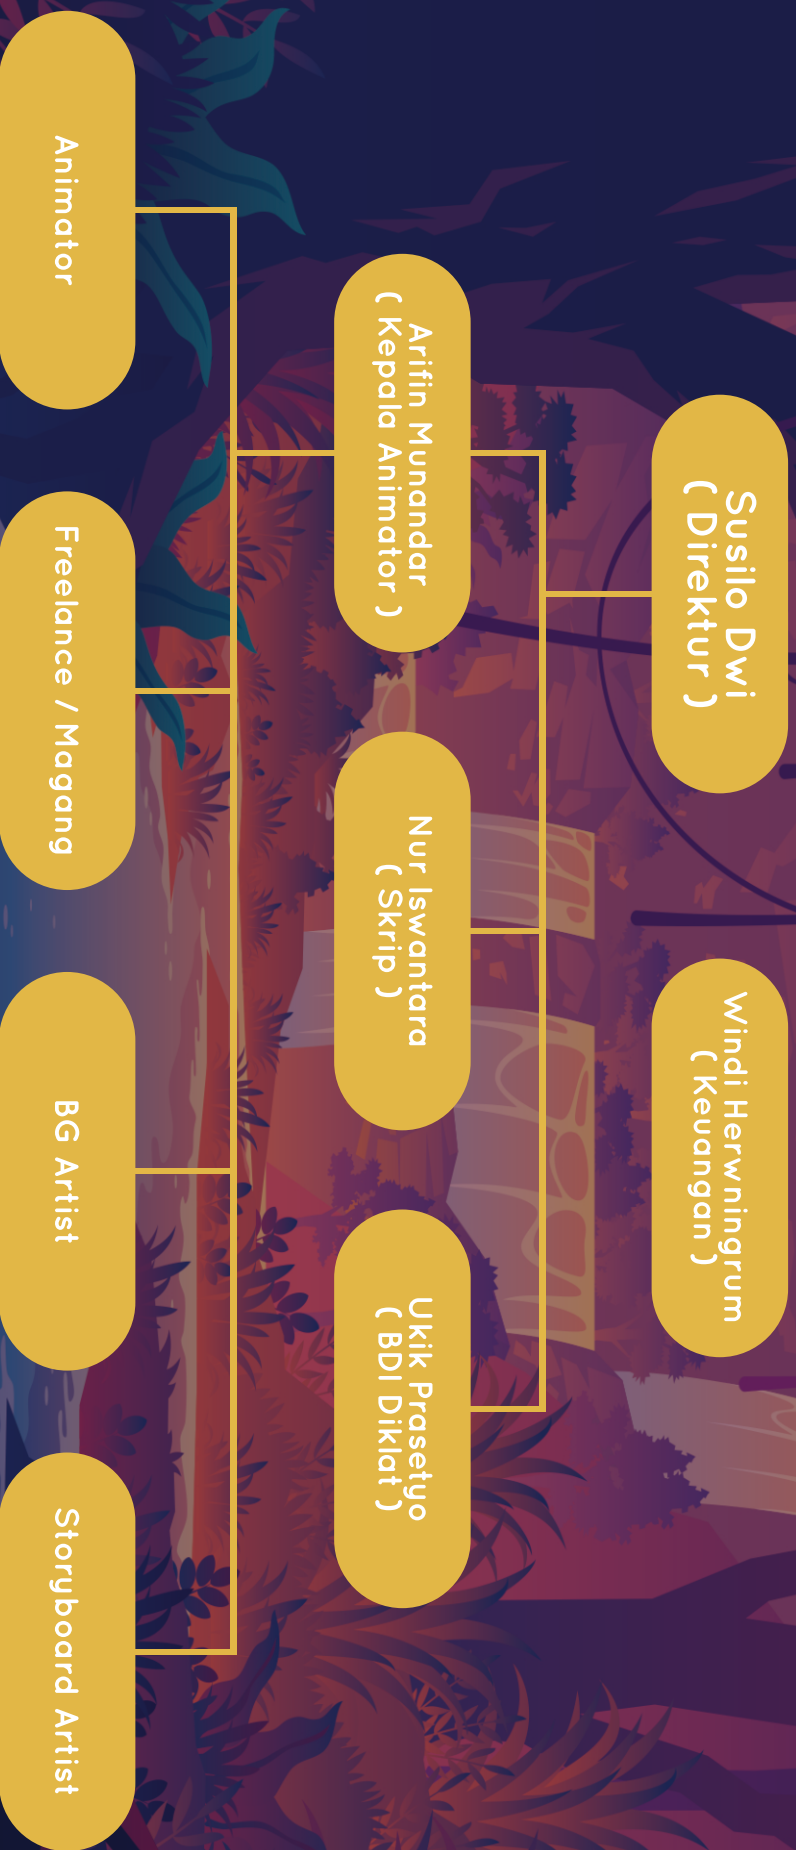 Susilo Dwi
( Direktur )
Windi Herwningrum
( Keuangan )
Arifin Munandar
( Kepala Animator )
Nur Iswantara
( Skrip )
Ukik Prasetyo
( BDI Diklat )
Animator
Freelance / Magang
BG Artist
Storyboard Artist